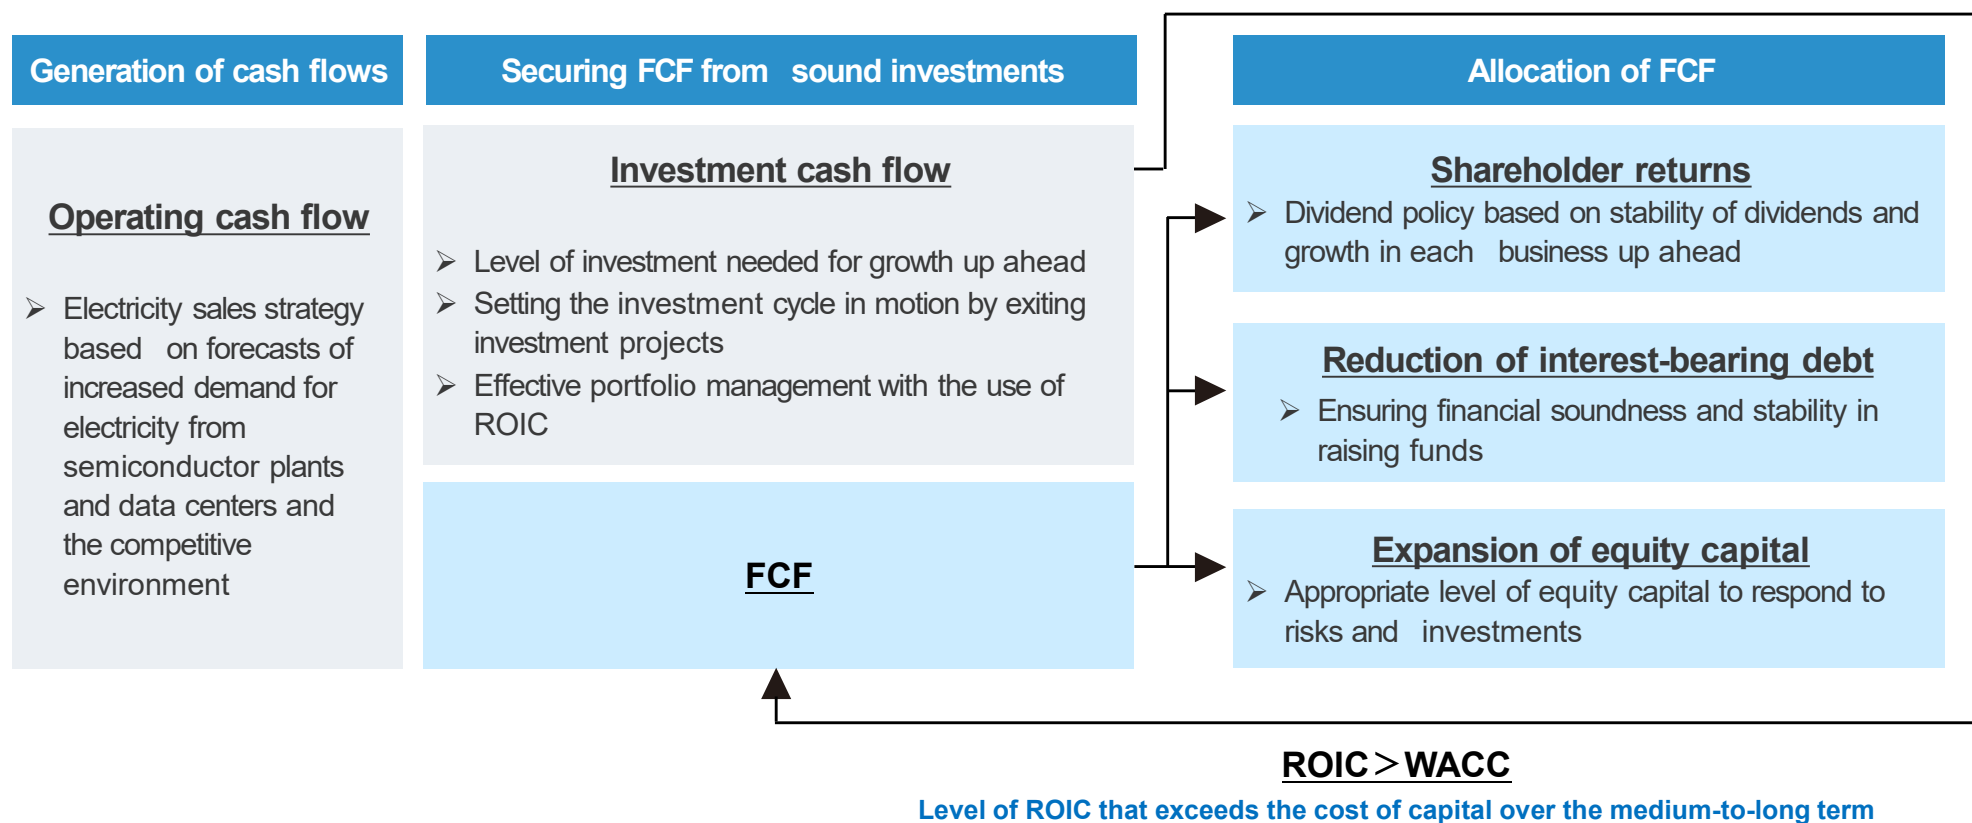 Generation of cash flows
Operating cash flow
➢ Electricity sales strategy
based on forecasts of
increased demand for
electricity from
semiconductor plants
and data centers and
the competitive
environment
Securing FCF from sound investments
Investment cash flow
➢ Level of investment needed for growth up ahead
➢ Setting the investment cycle in motion by exiting
investment projects
➢ Effective portfolio management with the use of
ROIC
FCF
Allocation of FCF
Shareholder returns
➢ Dividend policy based on stability of dividends and
growth in each business up ahead
Reduction of interest-bearing debt
➢ Ensuring financial soundness and stability in
raising funds
Expansion of equity capital
➢ Appropriate level of equity capital to respond to
risks and investments
ROIC＞WACC
Level of ROIC that exceeds the cost of capital over the medium-to-long term